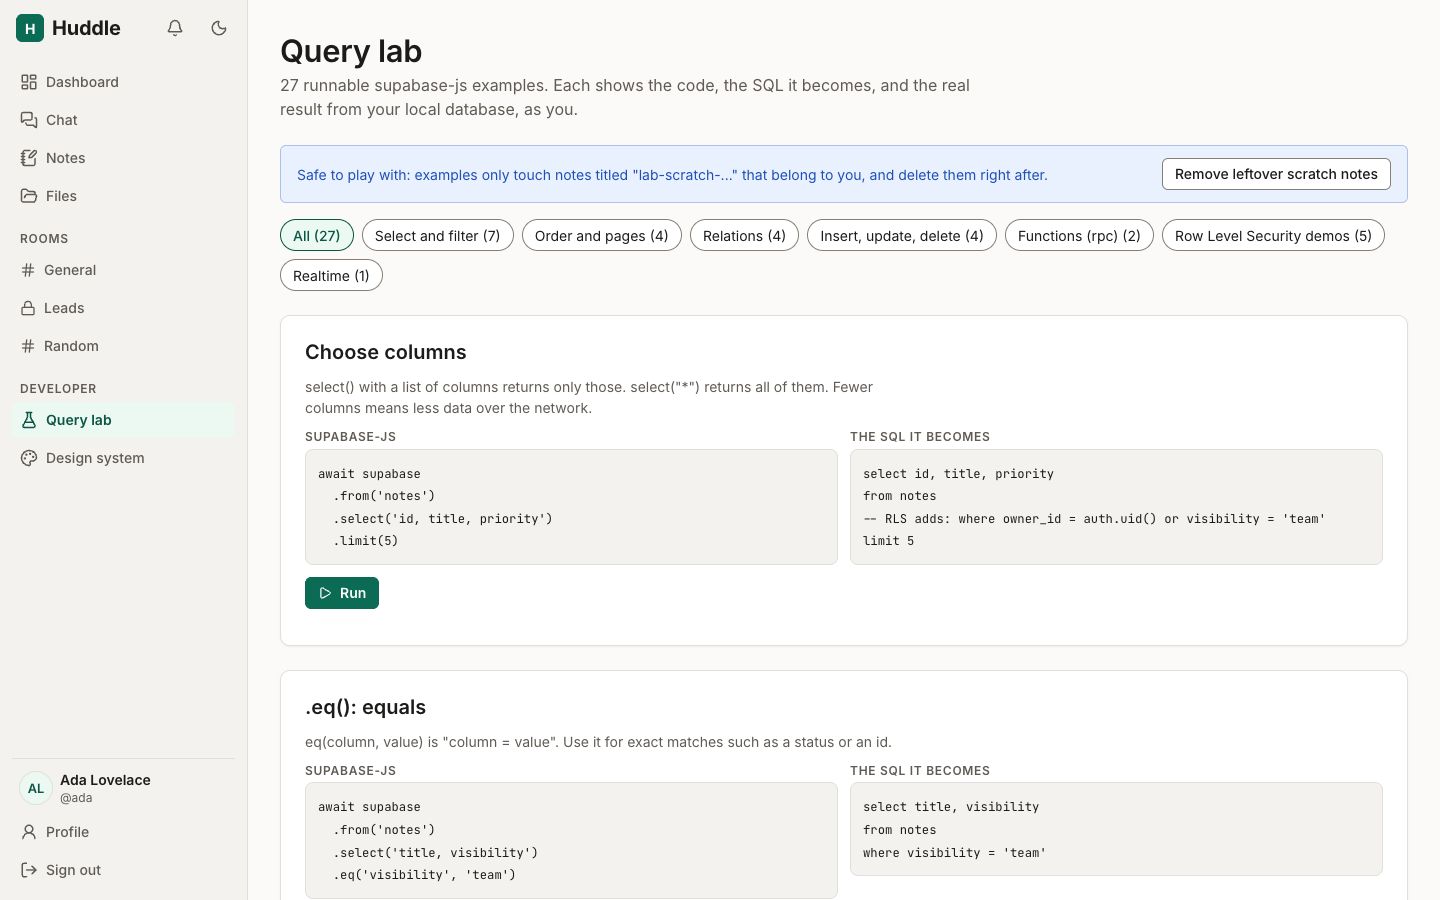 H Huddle
Dashboard
Chat
Notes
Files
ROOMS
General
Leads
Random
DEVELOPER
Query lab
Design system
AL Ada Lovelace
@ada
Profile
Sign out
Query lab
27 runnable supabase-js examples. Each shows the code, the SQL it becomes, and the real
result from your local database, as you.
Safe to play with: examples only touch notes titled "lab-scratch-..." that belong to you, and delete them right after.
Remove leftover scratch notes
All (27) Select and filter (7) Order and pages (4) Relations (4) Insert, update, delete (4) Functions (rpc) (2) Row Level Security demos (5)
Realtime (1)
Choose columns
select() with a list of columns returns only those. select("*") returns all of them. Fewer
columns means less data over the network.
SUPABASE-JS
await supabase
  .from('notes')
  .select('id, title, priority')
  .limit(5)
THE SQL IT BECOMES
select id, title, priority
from notes
-- RLS adds: where owner_id = auth.uid() or visibility = 'team'
limit 5
Run
.eq(): equals
eq(column, value) is "column = value". Use it for exact matches such as a status or an id.
SUPABASE-JS
await supabase
  .from('notes')
  .select('title, visibility')
  .eq('visibility', 'team')
THE SQL IT BECOMES
select title, visibility
from notes
where visibility = 'team'